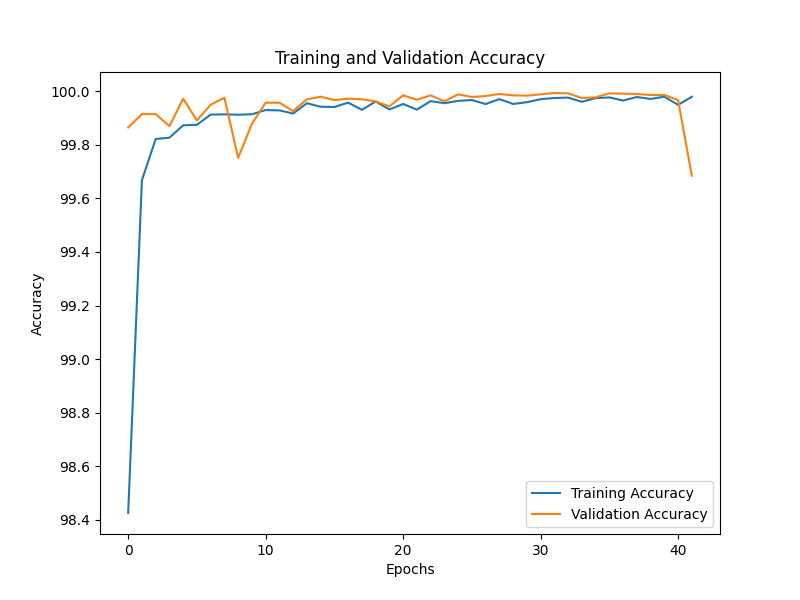 Training and Validation Accuracy
100.0
99.8
99.6
99.4
99.2
99.0
98.8
98.6
98.4
Accuracy
0 10 20 30 40
Epochs
Training Accuracy
Validation Accuracy